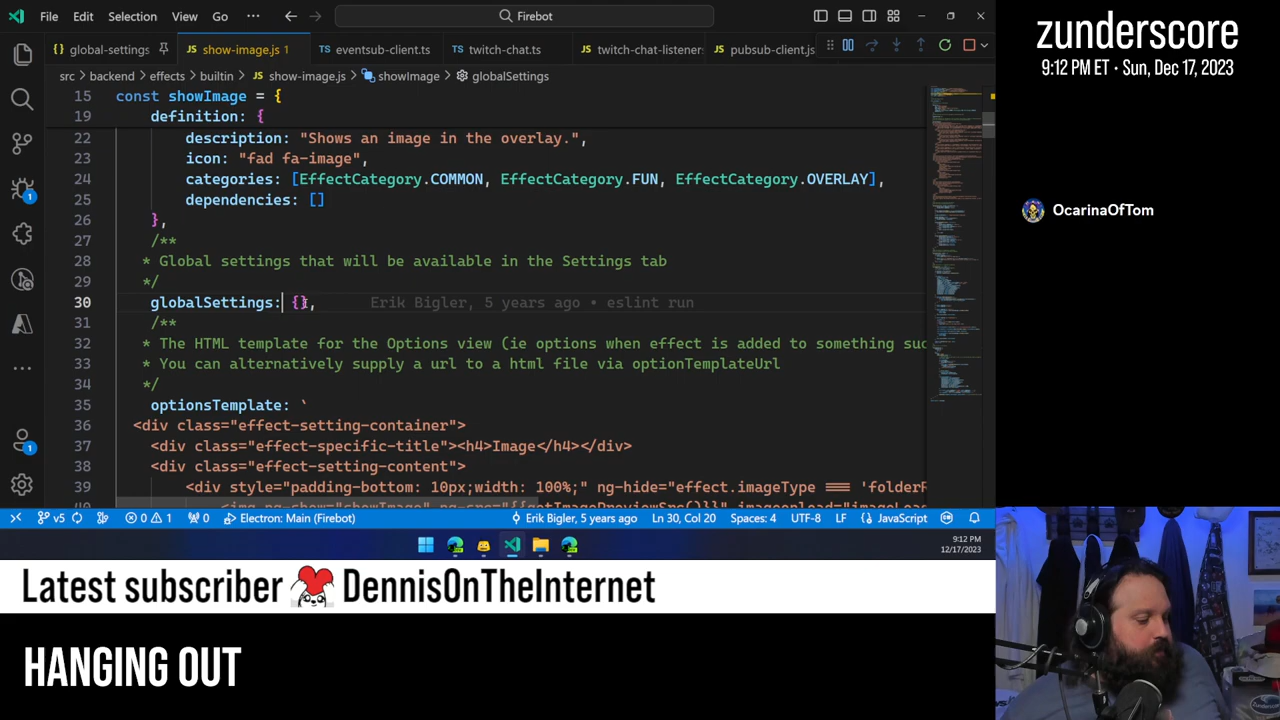 File Edit Selection View Go ··· Firebot
global-settings
show-image.js 1
eventsub-client.ts
twitch-chat.ts
twitch-chat-listener
pubsub-client.js
src > backend > effects > builtin > JS show-image.js > showImage > globalSettings
15 const showImage = {
19 definition: {
description: "Shows an image in the overlay.",
23 icon: "fad fa-image",
24 categories: [EffectCategory.COMMON, EffectCategory.FUN, EffectCategory.OVERLAY],
25 dependencies: []
26 },
27 /**
28 * Global setings that will be available in the Settings tab
29 */
30 globalSettings: {}, Erik Bigler, 5 years ago • eslint run
31 /**
32 * The HTML template for the Options view (ie options when effect is added to something suc
33 * You can alternatively supply a url to a html file via optionTemplateUrl
34 */
35 optionsTemplate: `
36 <div class="effect-setting-container">
37 <div class="effect-specific-title"><h4>Image</h4></div>
38 <div class="effect-setting-content">
39 <div style="padding-bottom: 10px;width: 100%;" ng-hide="effect.imageType === 'folderR
v5 0 1 0 Electron: Main (Firebot) Erik Bigler, 5 years ago Ln 30, Col 20 Spaces: 4 UTF-8 LF {} JavaScript
9:12 PM
12/17/2023
zunderscore
9:12 PM ET • Sun, Dec 17, 2023
OcarinaOfTom
Latest subscriber DennisOnTheInternet
HANGING OUT